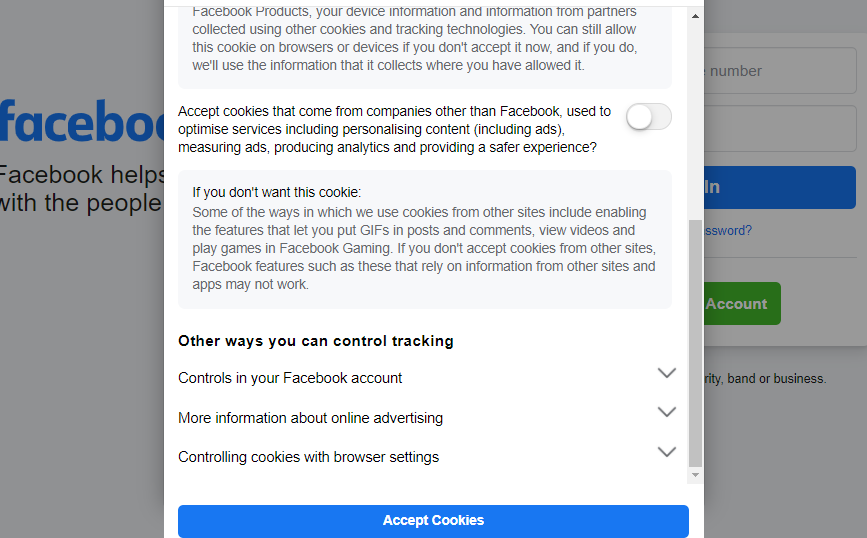 Facebook Products, your device information and information from partners
collected using other cookies and tracking technologies. You can still allow
this cookie on browsers or devices if you don't accept it now, and if you do,
we'll use the information that it collects where you have allowed it.
number
faceboo
Accept cookies that come from companies other than Facebook, used to
optimise services including personalising content (including ads),
measuring ads, producing analytics and providing a safer experience?
Facebook helps
with the people
In
If you don't want this cookie:
Some of the ways in which we use cookies from other sites include enabling
the features that let you put GIFs in posts and comments, view videos and
play games in Facebook Gaming. If you don't accept cookies from other sites,
Facebook features such as these that rely on information from other sites and
apps may not work.
ssword?
Account
Other ways you can control tracking
Controls in your Facebook account
rity, band or business.
More information about online advertising
Controlling cookies with browser settings
Accept Cookies